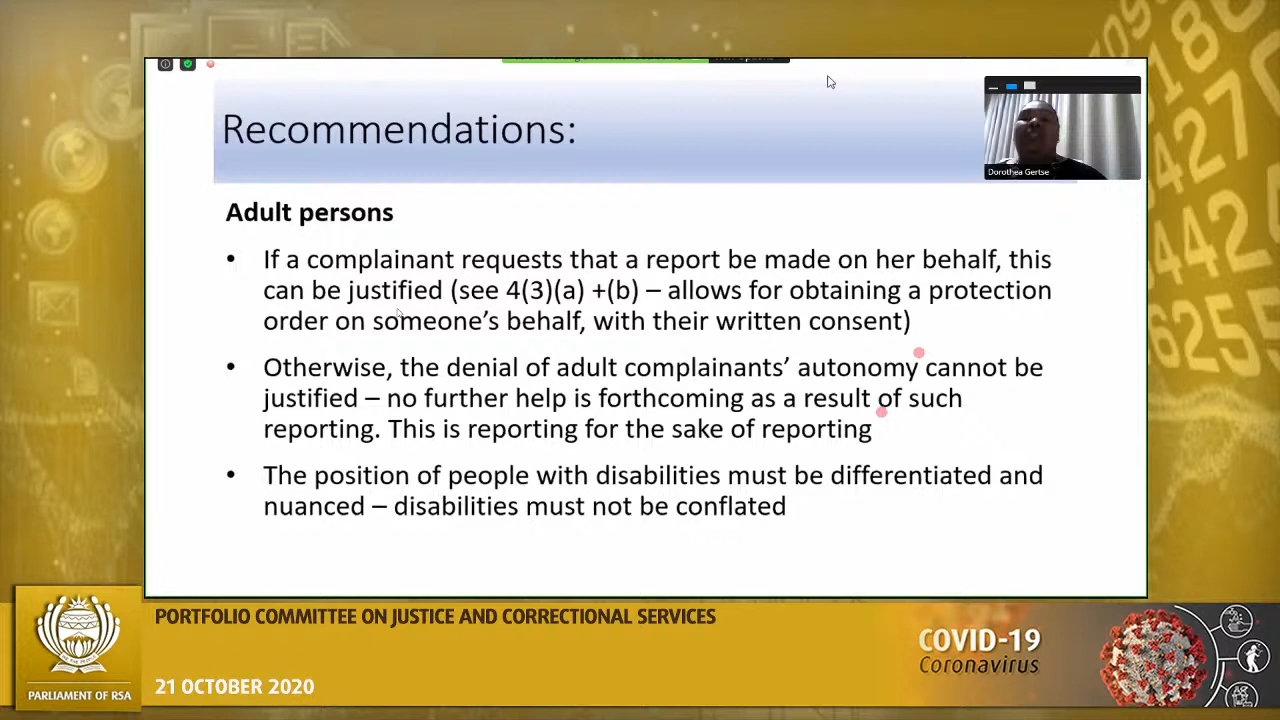 Recommendations:
Dorothea Gertse
Adult persons
• If a complainant requests that a report be made on her behalf, this
can be justified (see 4(3)(a) +(b) – allows for obtaining a protection
order on someone’s behalf, with their written consent)
• Otherwise, the denial of adult complainants’ autonomy cannot be
justified – no further help is forthcoming as a result of such
reporting. This is reporting for the sake of reporting
• The position of people with disabilities must be differentiated and
nuanced – disabilities must not be conflated
PORTFOLIO COMMITTEE ON JUSTICE AND CORRECTIONAL SERVICES
21 OCTOBER 2020
PARLIAMENT OF RSA
COVID-19
Coronavirus